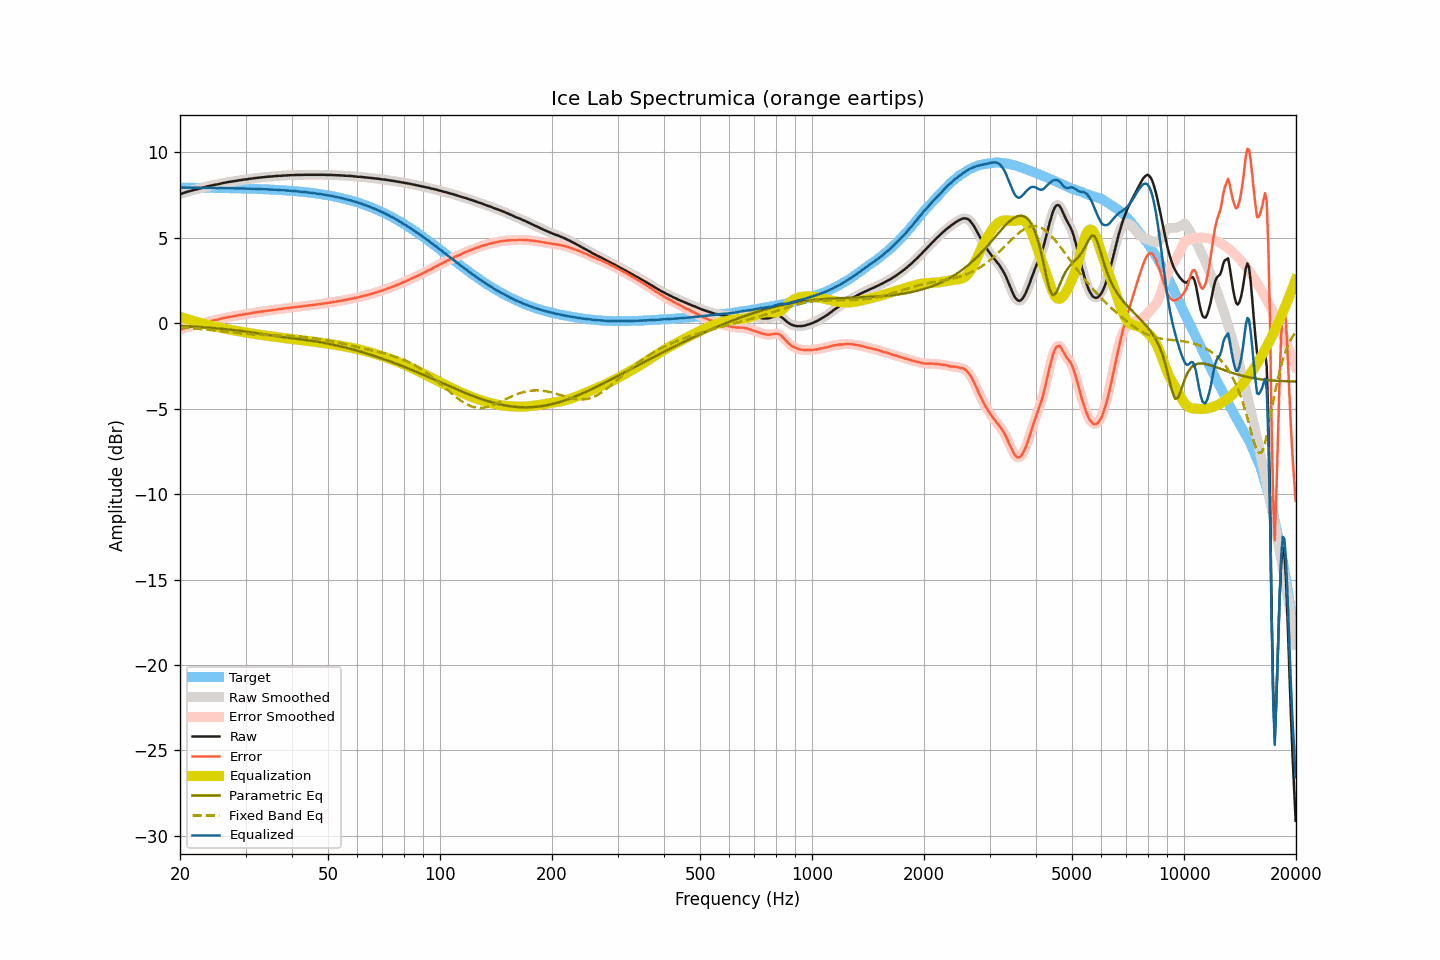 Ice Lab Spectrumica (orange eartips)
10
5
0
−5
−10
−15
−20
−25
−30
Amplitude (dBr)
Target
Raw Smoothed
Error Smoothed
Raw
Error
Equalization
Parametric Eq
Fixed Band Eq
Equalized
20 50 100 200 500 1000 2000 5000 10000 20000
Frequency (Hz)